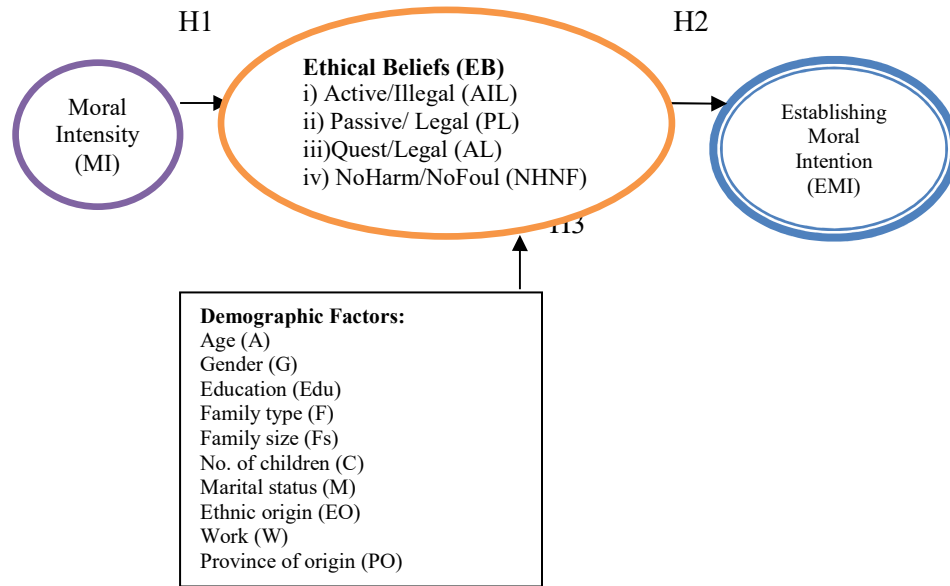 H1
H2
Moral
Intensity
(MI)
Ethical Beliefs (EB)
i) Active/Illegal (AIL)
ii) Passive/ Legal (PL)
iii)Quest/Legal (AL)
iv) NoHarm/NoFoul (NHNF)
Establishing
Moral
Intention
(EMI)
H3
Demographic Factors:
Age (A)
Gender (G)
Education (Edu)
Family type (F)
Family size (Fs)
No. of children (C)
Marital status (M)
Ethnic origin (EO)
Work (W)
Province of origin (PO)